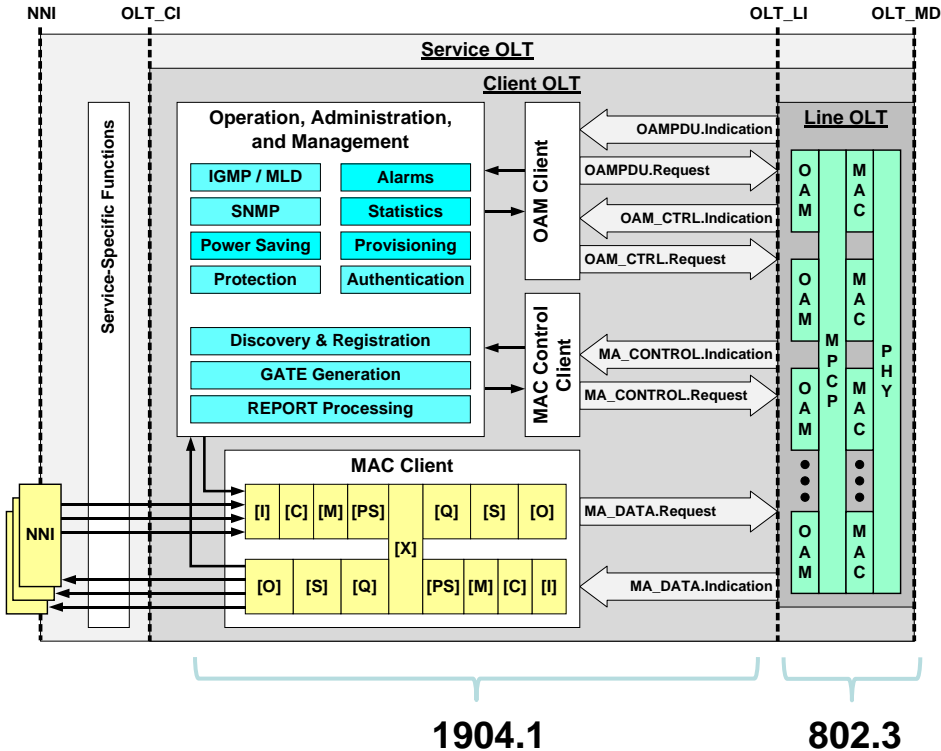 NNI OLT_CI OLT_LI OLT_MD
Service OLT
Client OLT
Line OLT
Service-Specific Functions
Operation, Administration,
and Management
IGMP / MLD Alarms
SNMP Statistics
Power Saving Provisioning
Protection Authentication
Discovery & Registration
GATE Generation
REPORT Processing
OAM Client
MAC Control
Client
OAMPDU.Indication
OAMPDU.Request
OAM_CTRL.Indication
OAM_CTRL.Request
MA_CONTROL.Indication
MA_CONTROL.Request
MA_DATA.Request
MA_DATA.Indication
OAM
OAM
OAM
OAM
MPCP
MAC
MAC
MAC
MAC
PHY
MAC Client
[I] [C] [M] [PS] [Q] [S] [O]
[X]
[O] [S] [Q] [PS] [M] [C] [I]
NNI
1904.1 802.3